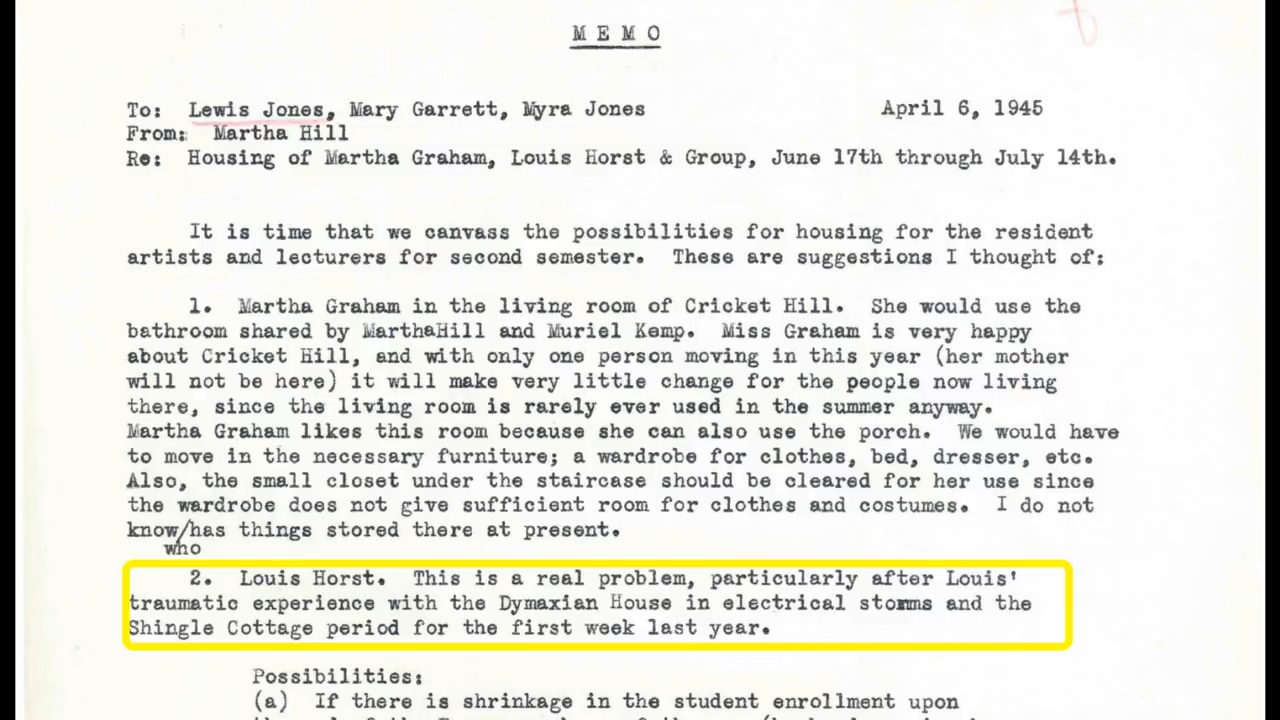 M E M O
To: Lewis Jones, Mary Garrett, Myra Jones April 6, 1945
From: Martha Hill
Re: Housing of Martha Graham, Louis Horst & Group, June 17th through July 14th.
It is time that we canvass the possibilities for housing for the resident
artists and lecturers for second semester. These are suggestions I thought of:
1. Martha Graham in the living room of Cricket Hill. She would use the
bathroom shared by MarthaHill and Muriel Kemp. Miss Graham is very happy
about Cricket Hill, and with only one person moving in this year (her mother
will not be here) it will make very little change for the people now living
there, since the living room is rarely ever used in the summer anyway.
Martha Graham likes this room because she can also use the porch. We would have
to move in the necessary furniture; a wardrobe for clothes, bed, dresser, etc.
Also, the small closet under the staircase should be cleared for her use since
the wardrobe does not give sufficient room for clothes and costumes. I do not
know/has things stored there at present.
who
2. Louis Horst. This is a real problem, particularly after Louis'
traumatic experience with the Dymaxian House in electrical storms and the
Shingle Cottage period for the first week last year.
Possibilities:
(a) If there is shrinkage in the student enrollment upon